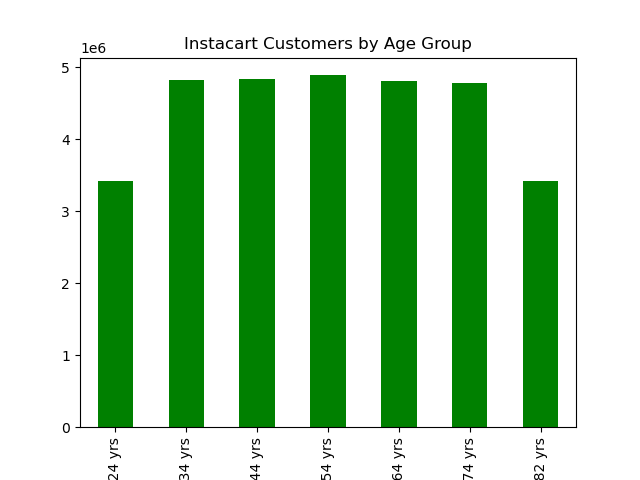 Instacart Customers by Age Group
1e6
5
4
3
2
1
0
24 yrs
34 yrs
44 yrs
54 yrs
64 yrs
74 yrs
82 yrs